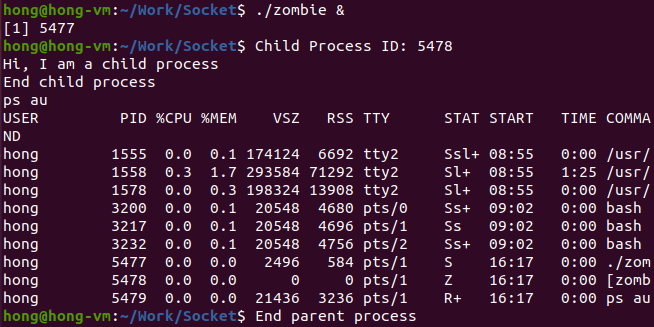 hong@hong-vm:~/Work/Socket$ ./zombie &
[1] 5477
hong@hong-vm:~/Work/Socket$ Child Process ID: 5478
Hi, I am a child process
End child process
ps au
USER         PID %CPU %MEM    VSZ   RSS TTY      STAT START   TIME COMMA
ND
hong        1555  0.0  0.1 174124  6692 tty2     Ssl+ 08:55   0:00 /usr/
hong        1558  0.3  1.7 293584 71292 tty2     Sl+  08:55   1:25 /usr/
hong        1578  0.0  0.3 198324 13908 tty2     Sl+  08:55   0:00 /usr/
hong        3200  0.0  0.1  20548  4680 pts/0    Ss+  09:02   0:00 bash
hong        3217  0.0  0.1  20548  4696 pts/1    Ss   09:02   0:00 bash
hong        3232  0.0  0.1  20548  4756 pts/2    Ss+  09:02   0:00 bash
hong        5477  0.0  0.0   2496   584 pts/1    S    16:17   0:00 ./zom
hong        5478  0.0  0.0      0     0 pts/1    Z    16:17   0:00 [zomb
hong        5479  0.0  0.0  21436  3236 pts/1    R+   16:17   0:00 ps au
hong@hong-vm:~/Work/Socket$ End parent process